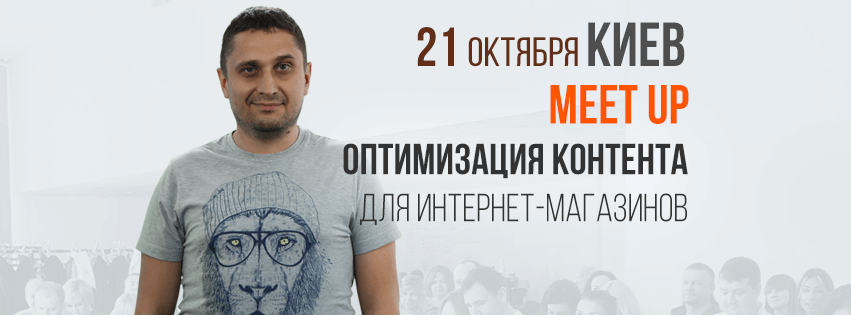 21 ОКТЯБРЯ КИЕВ
MEET UP
ОПТИМИЗАЦИЯ КОНТЕНТА
ДЛЯ ИНТЕРНЕТ-МАГАЗИНОВ